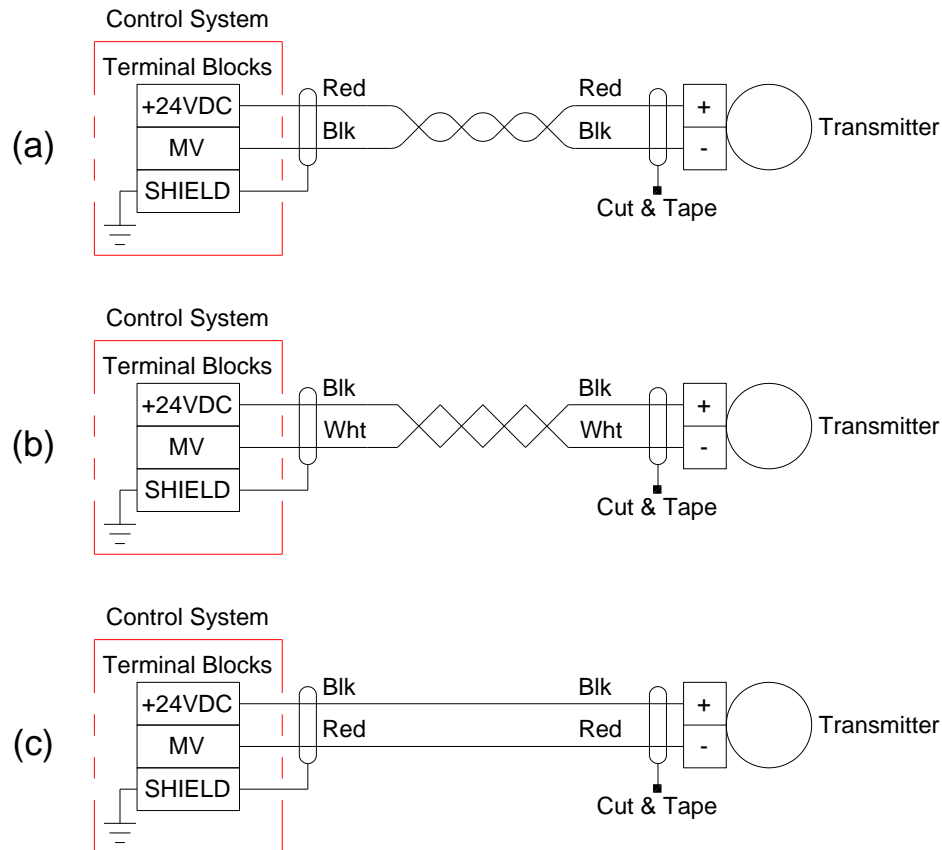 Control System
Terminal Blocks
(a)
+24VDC
MV
SHIELD
Red
Blk
Red
Blk
+
-
Transmitter
Cut & Tape
Control System
Terminal Blocks
(b)
+24VDC
MV
SHIELD
Blk
Wht
Blk
Wht
+
-
Transmitter
Cut & Tape
Control System
Terminal Blocks
(c)
+24VDC
MV
SHIELD
Blk
Red
Blk
Red
+
-
Transmitter
Cut & Tape